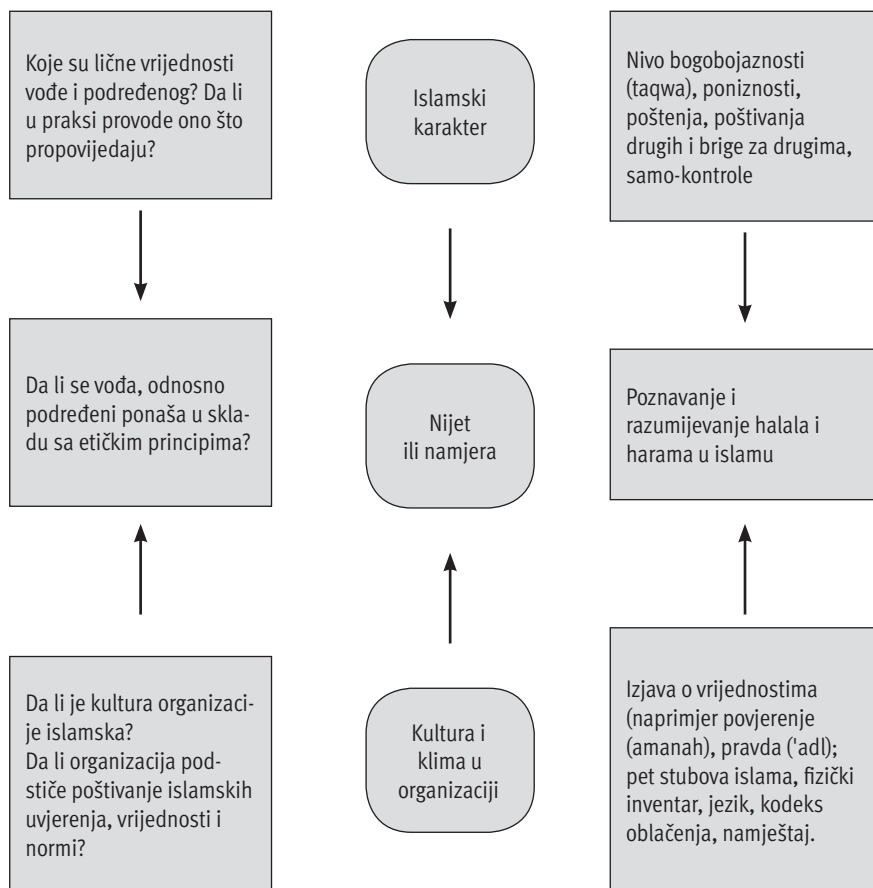 Koje su lične vrijednosti
vođe i podređenog? Da li
u praksi provode ono što
propovijedaju?
Islamski
karakter
Nivo bogobojaznosti
(taqwa), poniznosti,
poštenja, poštivanja
drugih i brige za drugima,
samo-kontrole
Da li se vođa, odnosno
podređeni ponaša u skla-
du sa etičkim principima?
Nijet
ili namjera
Poznavanje i
razumijevanje halala i
harama u islamu
Da li je kultura organizaci-
je islamska?
Da li organizacija pod-
stiče poštivanje islamskih
uvjerenja, vrijednosti i
normi?
Kultura i
klima u
organizaciji
Izjava o vrijednostima
(naprimjer povjerenje
(amanah), pravda ('adl);
pet stubova islama, fizički
inventar, jezik, kodeks
oblačenja, namještaj.